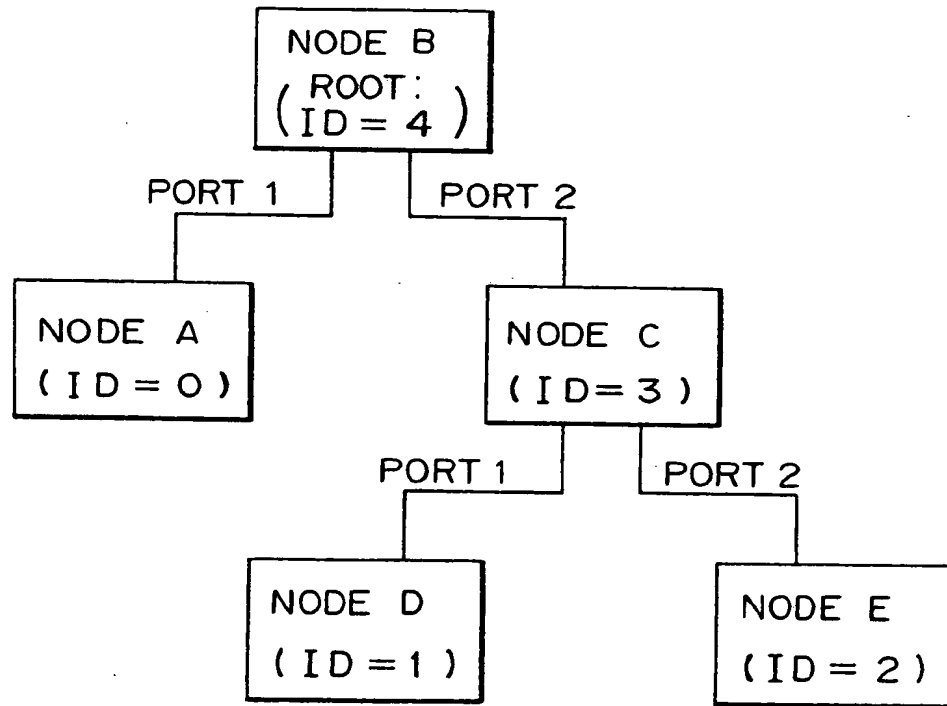 NODE B
(ROOT:
ID = 4)
PORT 1
PORT 2
NODE A
(ID = 0)
NODE C
(ID = 3)
PORT 1
PORT 2
NODE D
(ID = 1)
NODE E
(ID = 2)